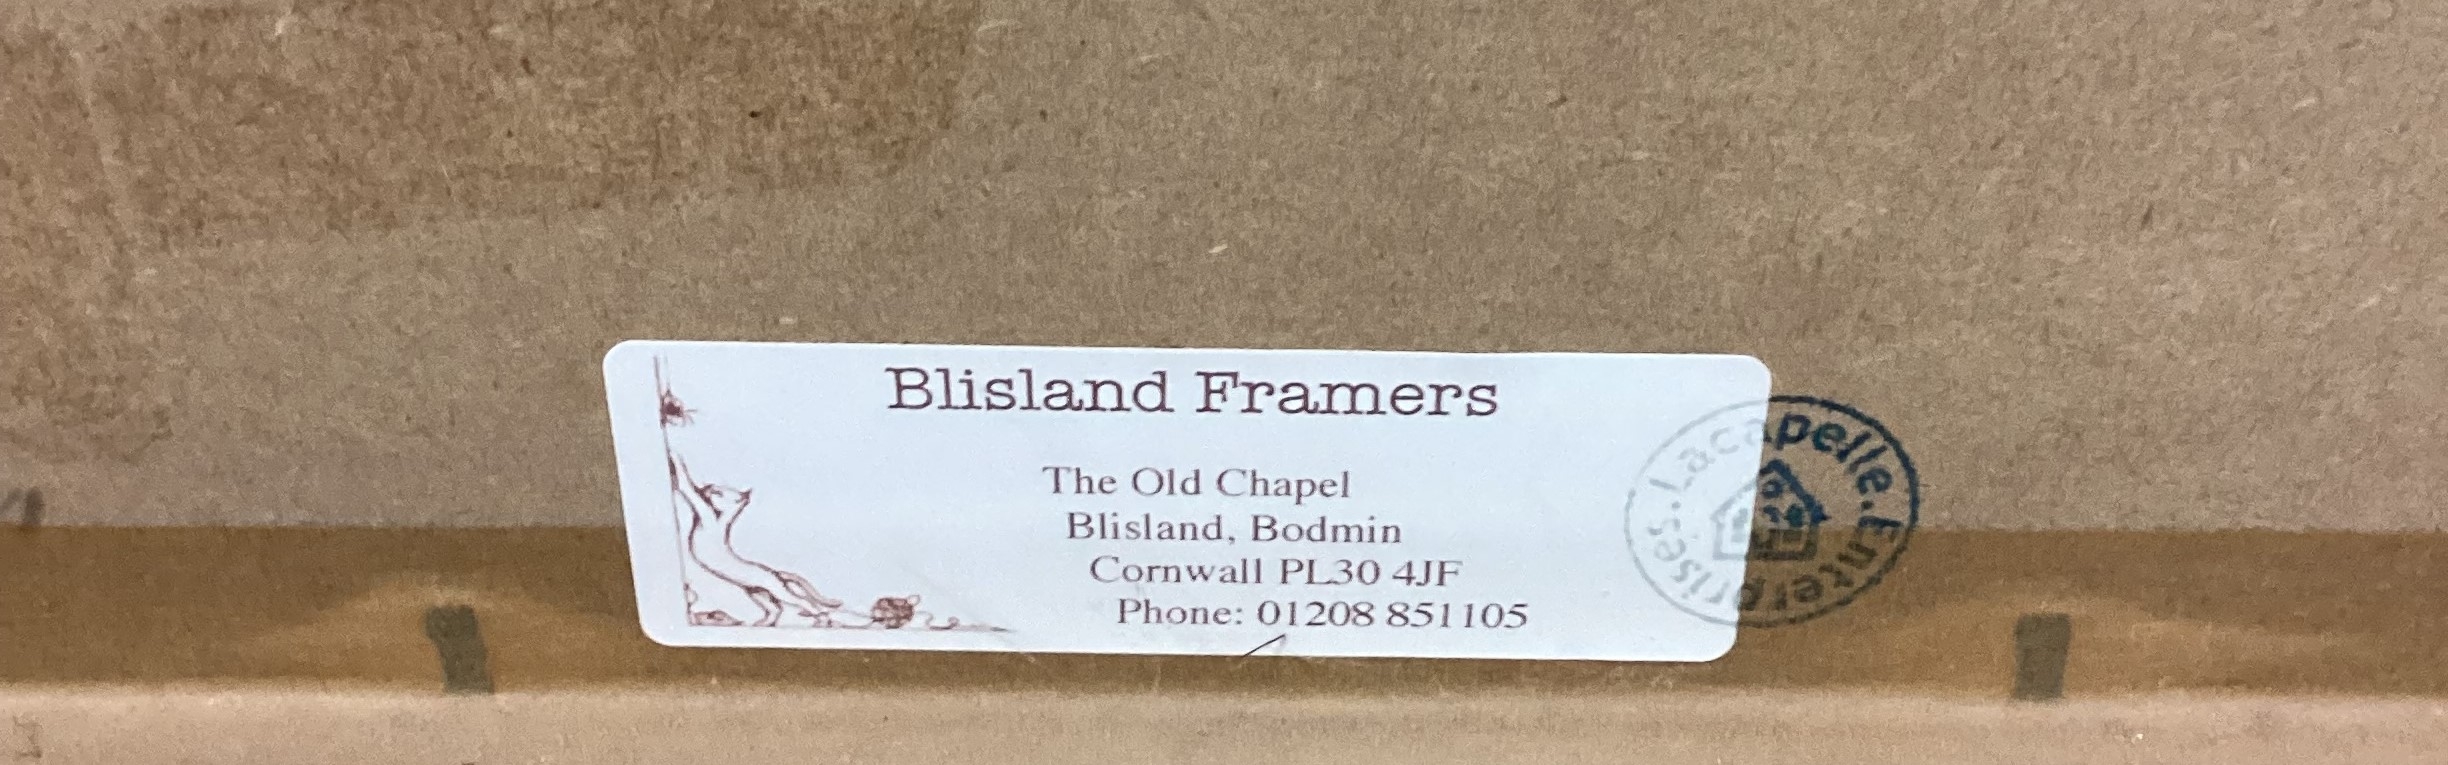 Blisland Framers
The Old Chapel
Blisland, Bodmin
Cornwall PL30 4JF
Phone: 01208 851105
Lacapelle.Enterprises.